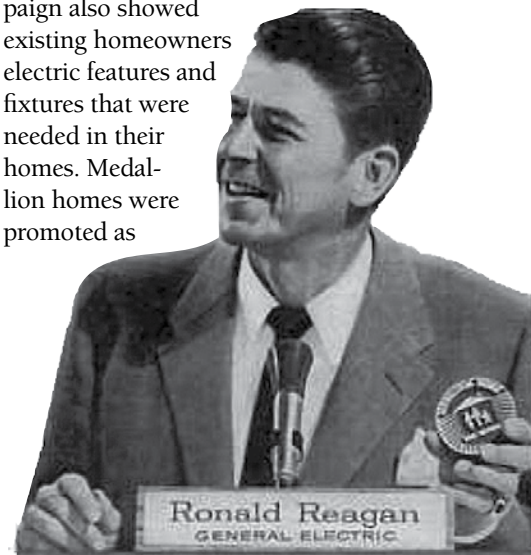 paign also showed
existing homeowners
electric features and
fixtures that were
needed in their
homes. Medal-
lion homes were
promoted as
Ronald Reagan
GENERAL ELECTRIC